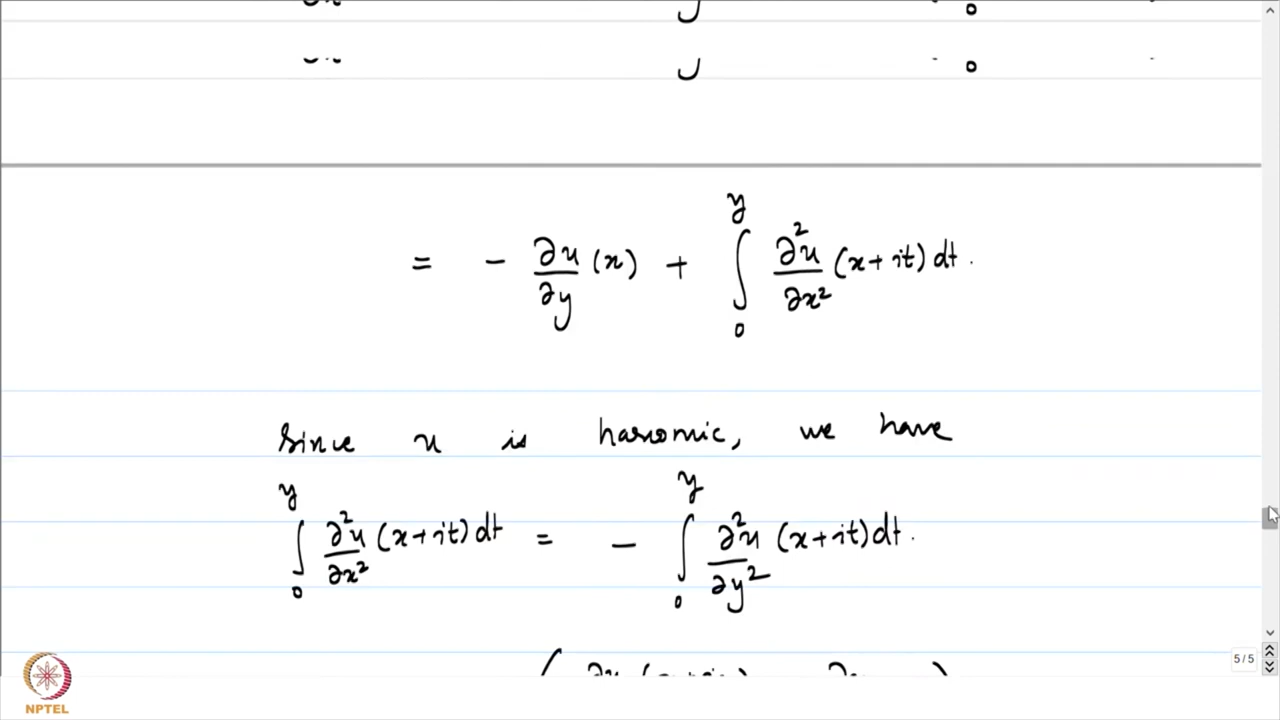 = - ∂u/∂y (x) + ∫₀^y ∂²u/∂x² (x+it) dt.
Since u is harmonic, we have
∫₀^y ∂²u/∂x² (x+it) dt = - ∫₀^y ∂²u/∂y² (x+it) dt.
5 / 5
NPTEL